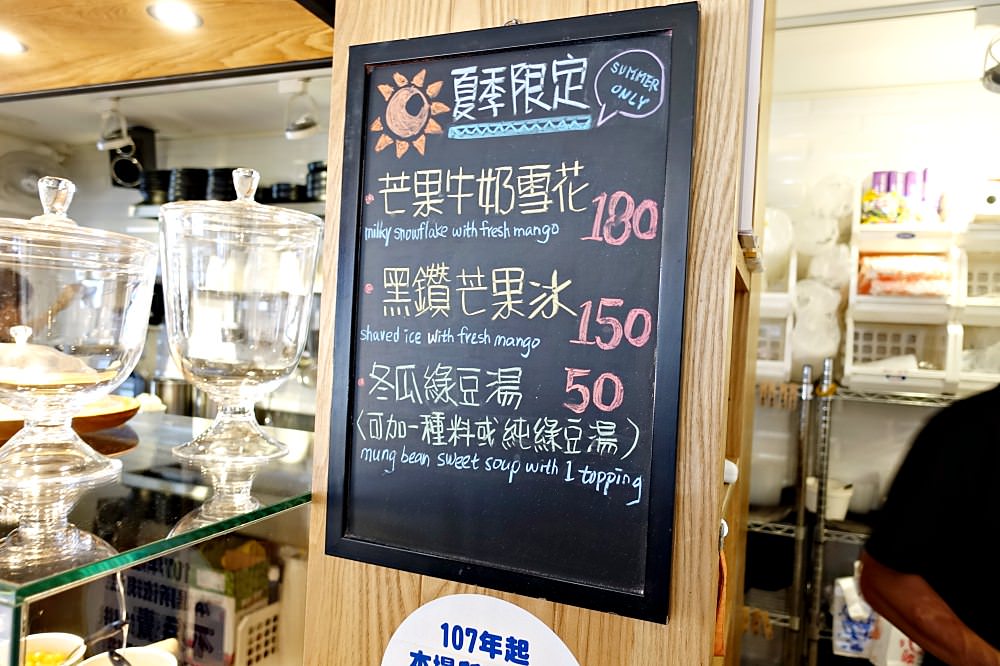 夏季限定
SUMMER
ONLY
芒果牛奶雪花 180
milky snowflake with fresh mango
黑鑽芒果冰 150
shaved ice with fresh mango
冬瓜綠豆湯 50
(可加一種料或純綠豆湯)
mung bean sweet soup with 1 topping
107年起